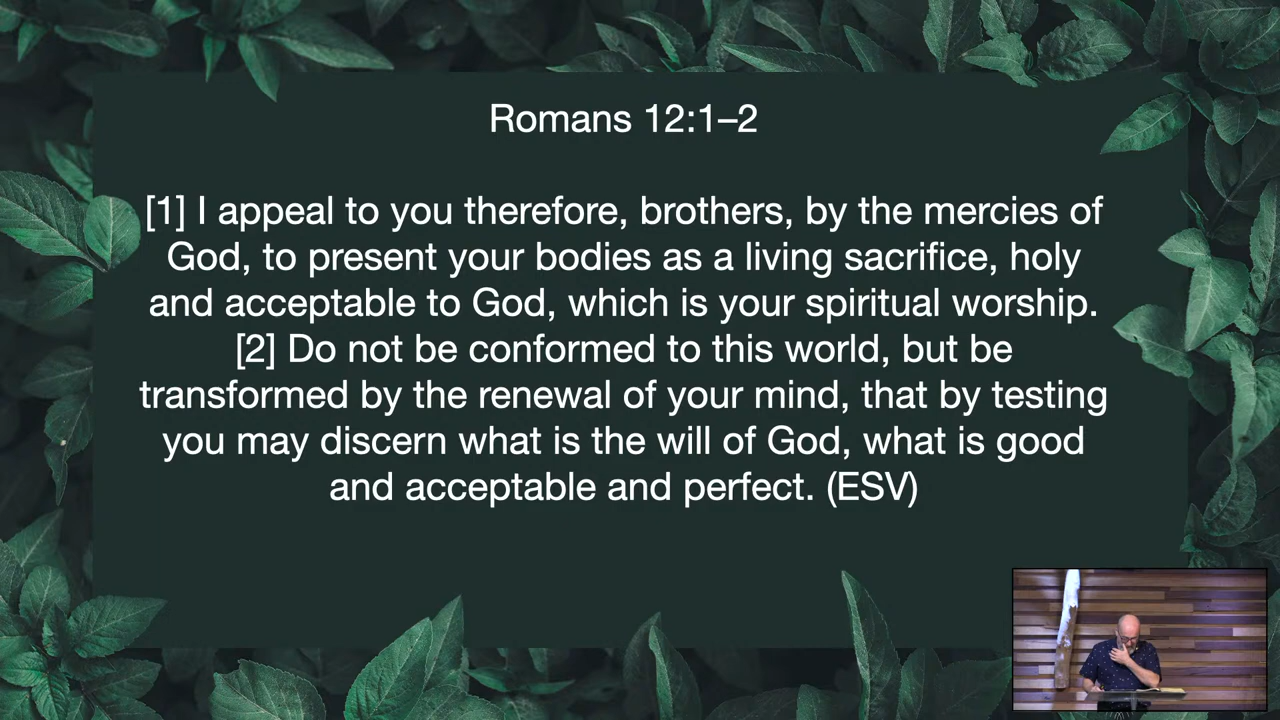 Romans 12:1–2
[1] I appeal to you therefore, brothers, by the mercies of
God, to present your bodies as a living sacrifice, holy
and acceptable to God, which is your spiritual worship.
[2] Do not be conformed to this world, but be
transformed by the renewal of your mind, that by testing
you may discern what is the will of God, what is good
and acceptable and perfect. (ESV)